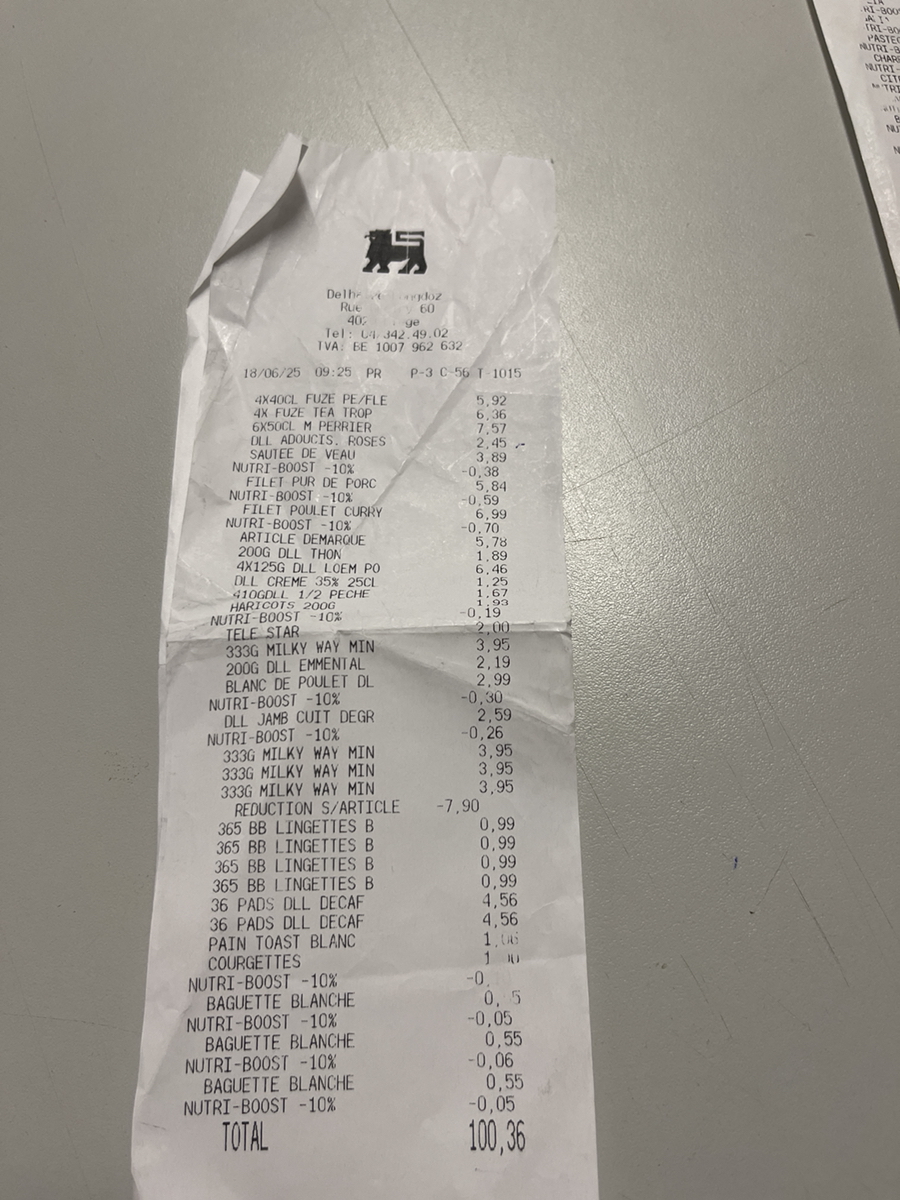 Rue 60
Tel: 04.342.49.02
TVA: BE 1007 962 632
18/06/25 09:25 PR P-3 C-56 T-1015
4X40CL FUZE PE/FLE 5,92
4X FUZE TEA TROP 6,36
6X50CL M PERRIER 7,57
DLL ADOUCIS. ROSES 2,45
SAUTEE DE VEAU 3,89
NUTRI-BOOST -10% -0,38
FILET PUR DE PORC 5,84
NUTRI-BOOST -10% -0,59
FILET POULET CURRY 6,99
NUTRI-BOOST -10% -0,70
ARTICLE DEMARQUE 5,78
200G DLL THON 1,89
4X125G DLL LOEM PO 6,46
DLL CREME 35% 25CL 1,25
410GDLL 1/2 PECHE 1,67
HARICOTS 200G 1,93
NUTRI-BOOST -10% -0,19
TELE STAR 2,00
333G MILKY WAY MIN 3,95
200G DLL EMMENTAL 2,19
BLANC DE POULET DL 2,99
NUTRI-BOOST -10% -0,30
DLL JAMB CUIT DEGR 2,59
NUTRI-BOOST -10% -0,26
333G MILKY WAY MIN 3,95
333G MILKY WAY MIN 3,95
333G MILKY WAY MIN 3,95
REDUCTION S/ARTICLE -7,90
365 BB LINGETTES B 0,99
365 BB LINGETTES B 0,99
365 BB LINGETTES B 0,99
365 BB LINGETTES B 0,99
36 PADS DLL DECAF 4,56
36 PADS DLL DECAF 4,56
PAIN TOAST BLANC
COURGETTES
NUTRI-BOOST -10%
BAGUETTE BLANCHE
NUTRI-BOOST -10% -0,05
BAGUETTE BLANCHE 0,55
NUTRI-BOOST -10% -0,06
BAGUETTE BLANCHE 0,55
NUTRI-BOOST -10% -0,05
TOTAL 100,36